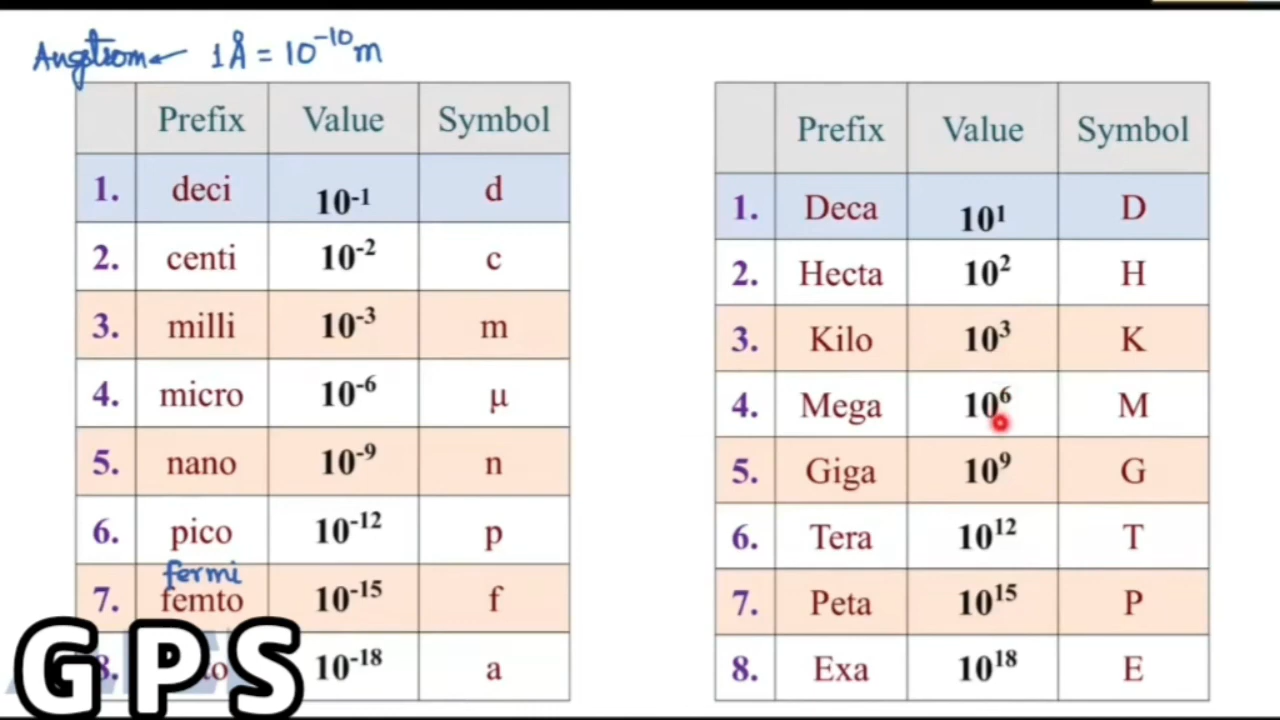 Angstrom 1Å = 10⁻¹⁰m
Prefix Value Symbol
1. deci 10⁻¹ d
2. centi 10⁻² c
3. milli 10⁻³ m
4. micro 10⁻⁶ μ
5. nano 10⁻⁹ n
6. pico 10⁻¹² p
fermi
7. femto 10⁻¹⁵ f
8. 10⁻¹⁸ a
GPS
Prefix Value Symbol
1. Deca 10¹ D
2. Hecta 10² H
3. Kilo 10³ K
4. Mega 10⁶ M
5. Giga 10⁹ G
6. Tera 10¹² T
7. Peta 10¹⁵ P
8. Exa 10¹⁸ E